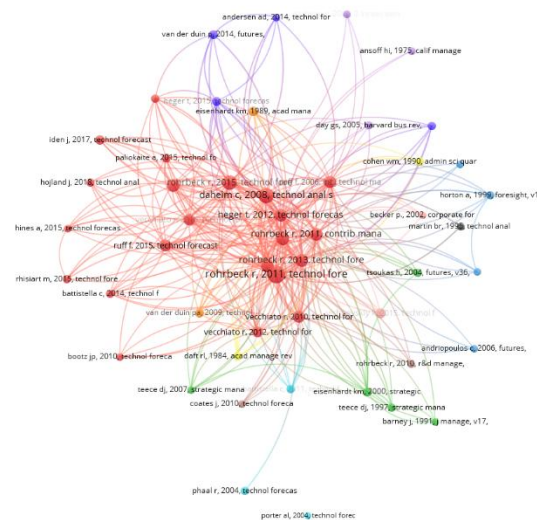 andersen ad, 2014, technol for
van der duin p, 2014, futures,
ansoff hi, 1975, calif manage
heger t, 2015, technol forecas
eisenhardt km, 1989, acad mana
day gs, 2005, harvard bus rev,
iden j, 2017, technol forecast
cohen wm, 1990, admin sci quar
paliokaite a, 2015, technol fo
rohrbeck r, 2015, technol
hojland j, 2018, technol anal
daheim c, 2008, technol anal s
horton a, 1999, foresight, v1
heger t, 2012, technol forecas
becker p., 2002, corporate for
martin br, technol anal
hines a, 2015, technol forecas
rohrbeck r, 2011, contrib mana
ruff f, 2015, technol forecast
rohrbeck r, 2013, technol fore
tsoukas h, 2004, futures, v36,
rohrbeck r, 2011, technol fore
rhisiart m, 2015, technol fore
battistella c, 2014, technol f
van der duin pa, 2009, technol
vecchiato r, 2010, technol for
vecchiato r, 2012, technol for
andriopoulos c, 2006, futures,
bootz jp, 2010, technol foreca
daft rl, 1984, acad manage rev
rohrbeck r, 2010, r&d manage,
teece dj, 2007, strategic mana
eisenhardt km, 2000, strategic
coates j, 2010, technol foreca
teece dj, 1997, strategic mana
barney j, 1991, j manage, v17,
phaal r, 2004, technol forecas
porter al, 2004, technol forec